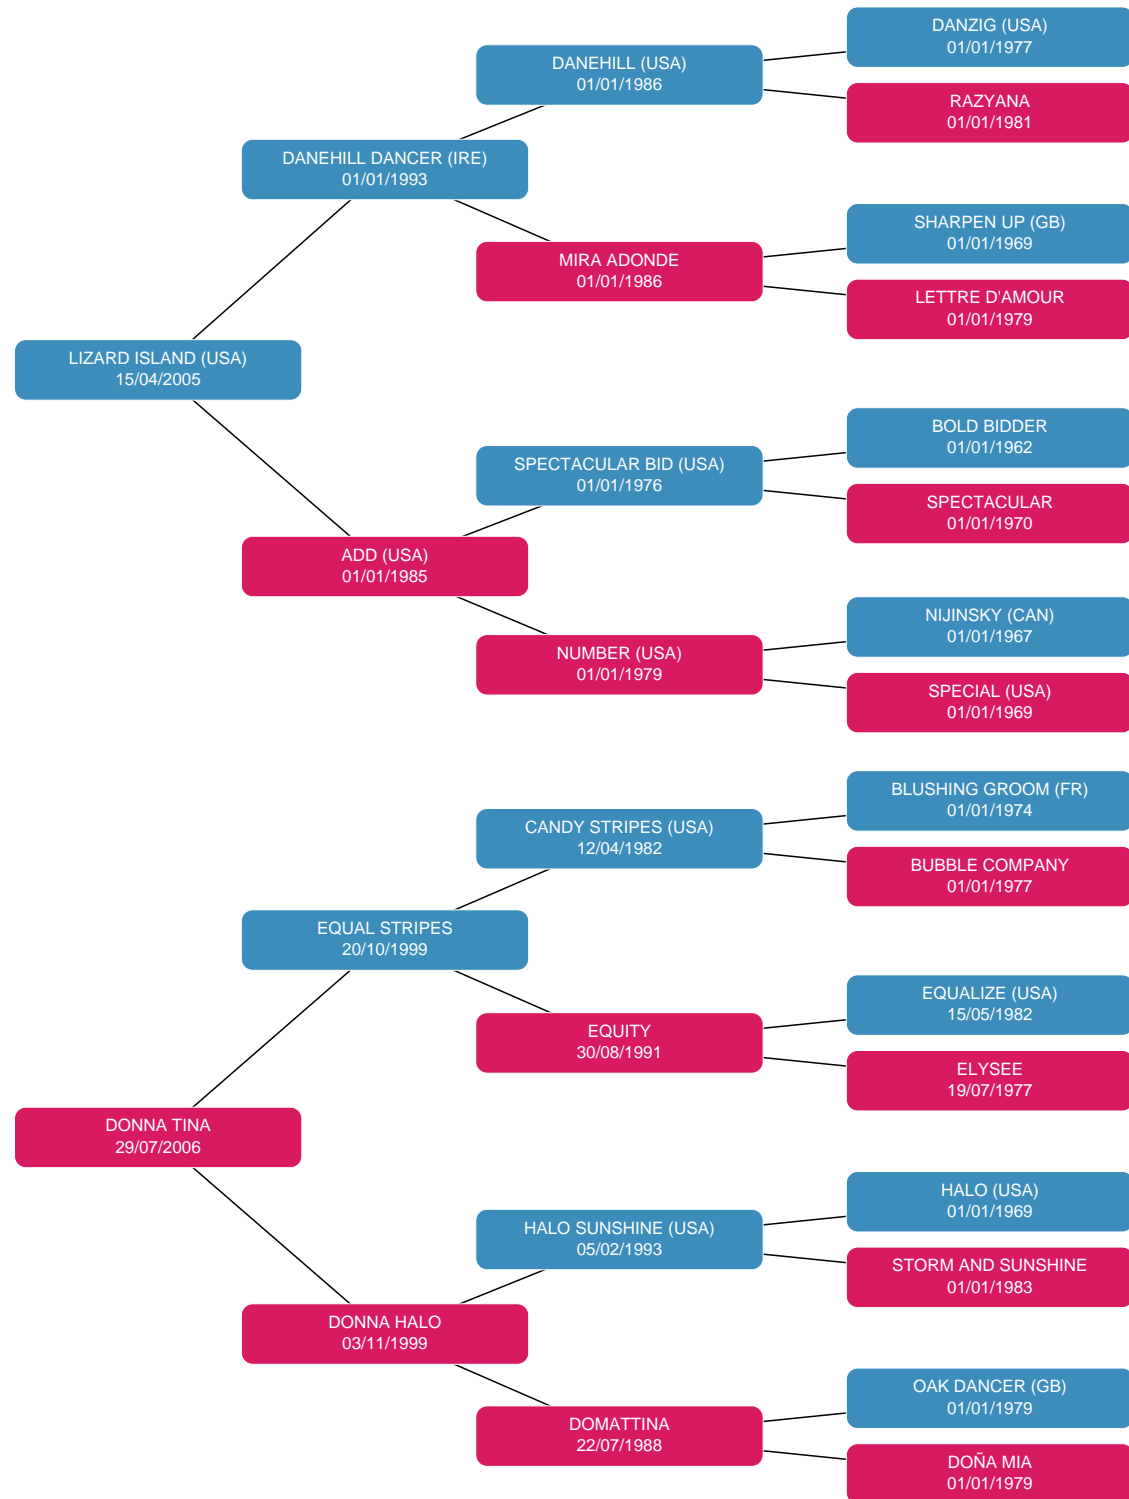 DANZIG (USA)
01/01/1977
DANEHILL (USA)
01/01/1986
RAZYANA
01/01/1981
DANEHILL DANCER (IRE)
01/01/1993
SHARPEN UP (GB)
01/01/1969
MIRA ADONDE
01/01/1986
LETTRE D'AMOUR
01/01/1979
LIZARD ISLAND (USA)
15/04/2005
BOLD BIDDER
01/01/1962
SPECTACULAR BID (USA)
01/01/1976
SPECTACULAR
01/01/1970
ADD (USA)
01/01/1985
NIJINSKY (CAN)
01/01/1967
NUMBER (USA)
01/01/1979
SPECIAL (USA)
01/01/1969
BLUSHING GROOM (FR)
01/01/1974
CANDY STRIPES (USA)
12/04/1982
BUBBLE COMPANY
01/01/1977
EQUAL STRIPES
20/10/1999
EQUALIZE (USA)
15/05/1982
EQUITY
30/08/1991
ELYSEE
19/07/1977
DONNA TINA
29/07/2006
HALO (USA)
01/01/1969
HALO SUNSHINE (USA)
05/02/1993
STORM AND SUNSHINE
01/01/1983
DONNA HALO
03/11/1999
OAK DANCER (GB)
01/01/1979
DOMATTINA
22/07/1988
DOÑA MIA
01/01/1979